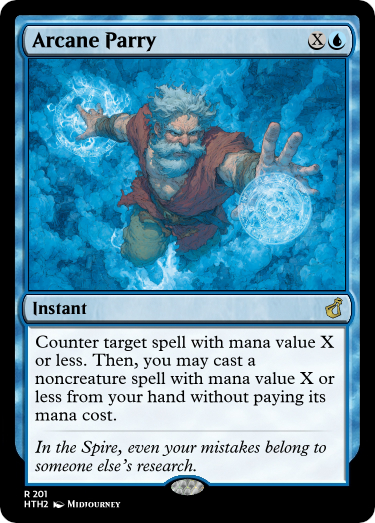 Arcane Parry X
Instant
Counter target spell with mana value X
or less. Then, you may cast a
noncreature spell with mana value X or
less from your hand without paying its
mana cost.
In the Spire, even your mistakes belong to
someone else's research.
R 201
HTH2 Midjourney